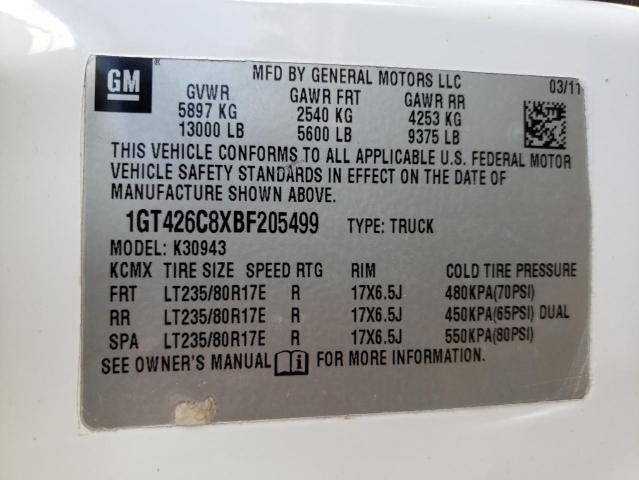 GM
®
MFD BY GENERAL MOTORS LLC
03/11
GVWR GAWR FRT GAWR RR
5897 KG 2540 KG 4253 KG
13000 LB 5600 LB 9375 LB
THIS VEHICLE CONFORMS TO ALL APPLICABLE U.S. FEDERAL MOTOR
VEHICLE SAFETY STANDARDS IN EFFECT ON THE DATE OF
MANUFACTURE SHOWN ABOVE.
1GT426C8XBF205499 TYPE: TRUCK
MODEL: K30943
KCMX TIRE SIZE SPEED RTG RIM COLD TIRE PRESSURE
FRT LT235/80R17E R 17X6.5J 480KPA(70PSI)
RR LT235/80R17E R 17X6.5J 450KPA(65PSI) DUAL
SPA LT235/80R17E R 17X6.5J 550KPA(80PSI)
SEE OWNER'S MANUAL i FOR MORE INFORMATION.